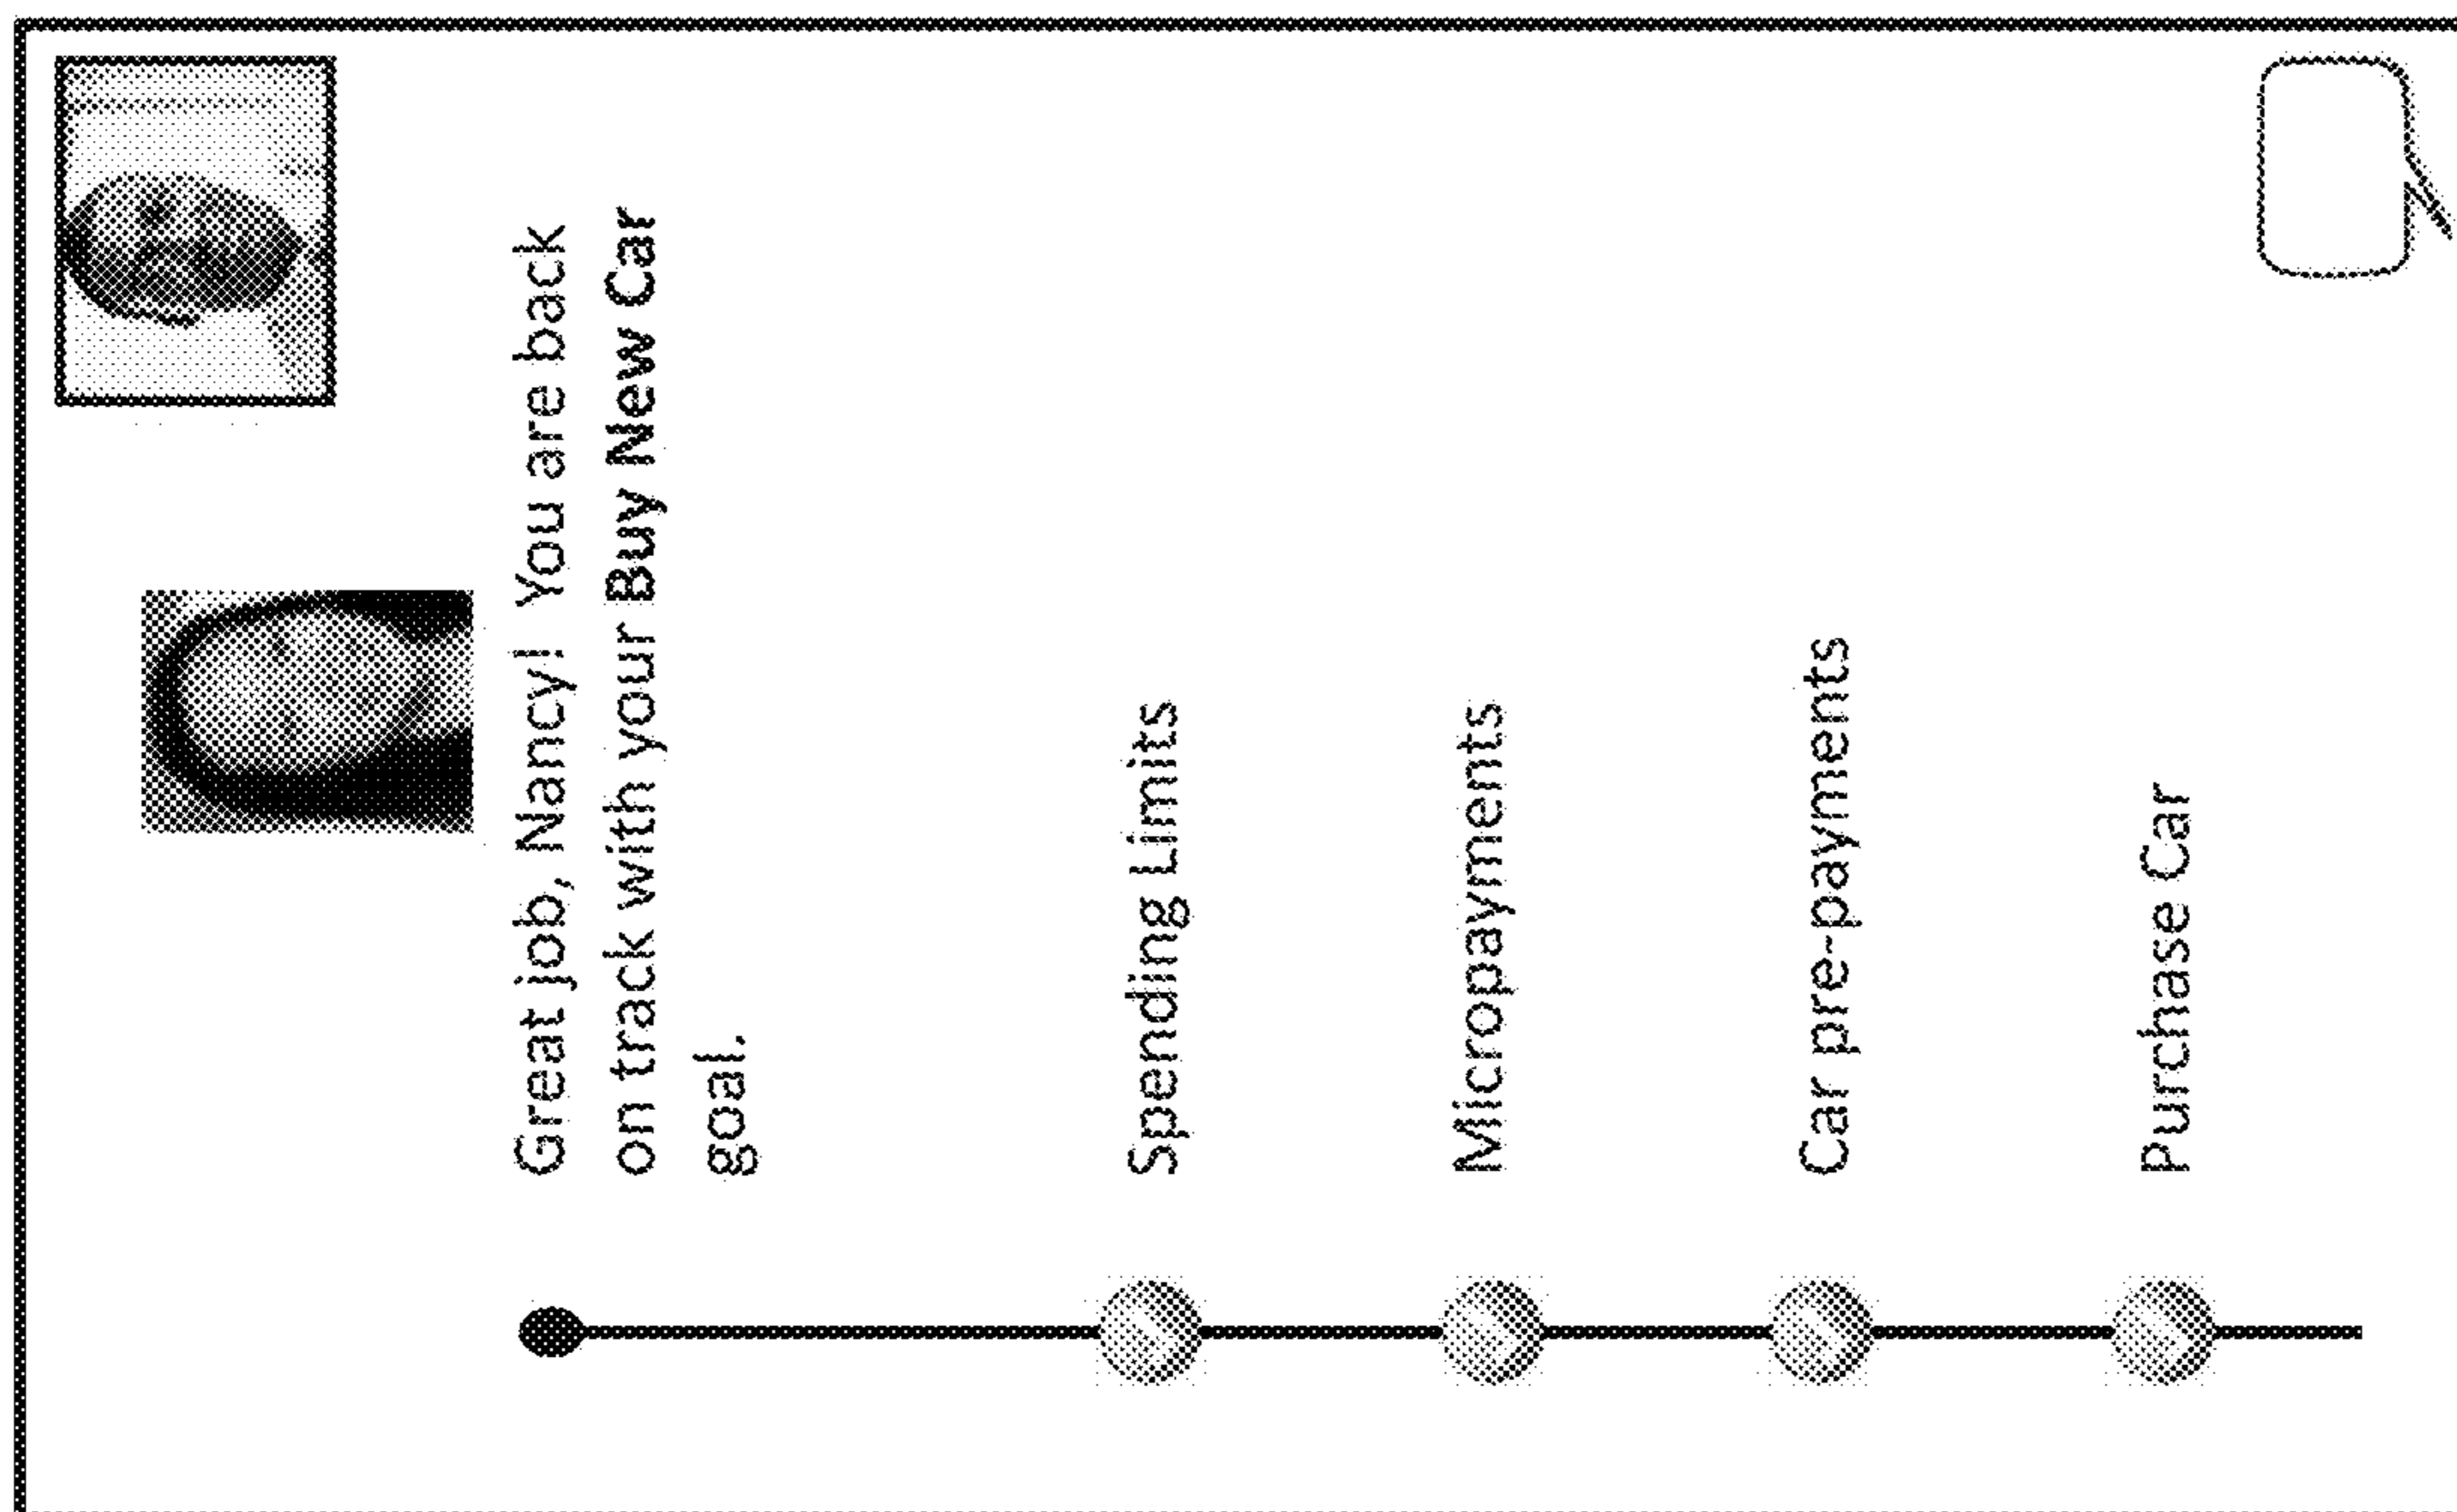 Great job, Nancy! You are back
on track with your Buy New Car
goal.
Spending Limits
Micropayments
Car pre-payments
Purchase Car